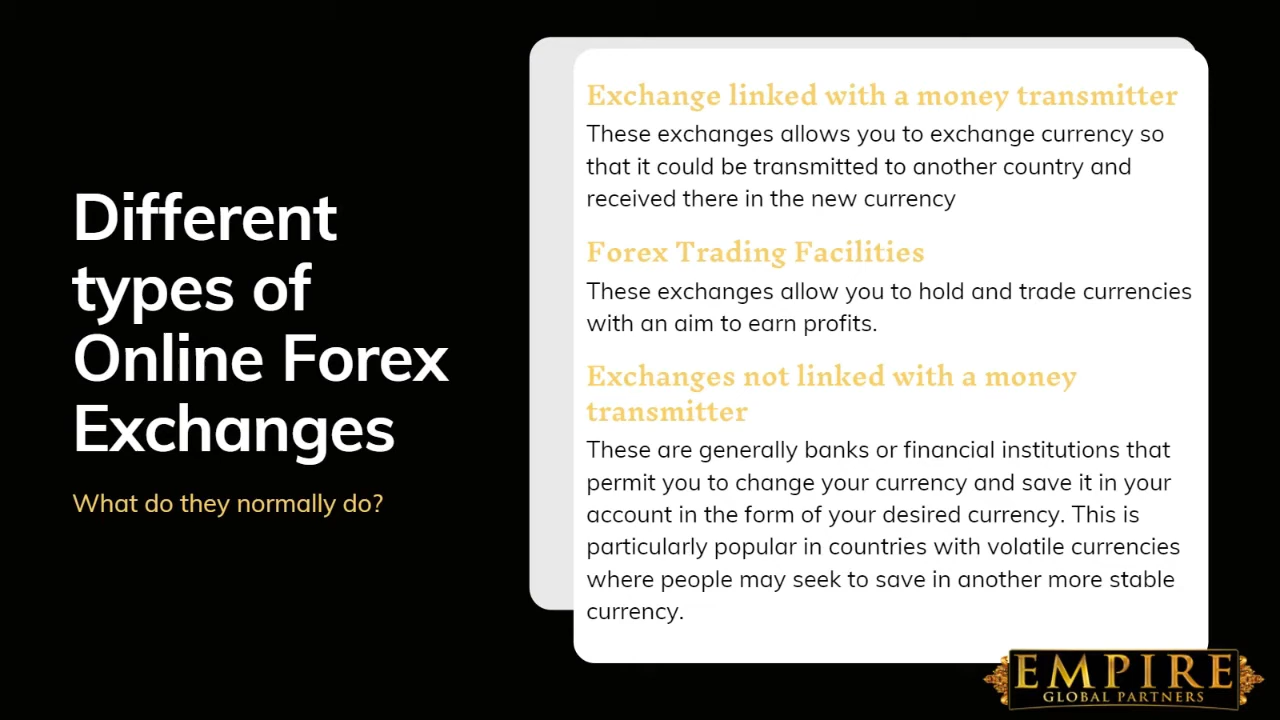 Different
types of
Online Forex
Exchanges
What do they normally do?
Exchange linked with a money transmitter
These exchanges allows you to exchange currency so
that it could be transmitted to another country and
received there in the new currency
Forex Trading Facilities
These exchanges allow you to hold and trade currencies
with an aim to earn profits.
Exchanges not linked with a money
transmitter
These are generally banks or financial institutions that
permit you to change your currency and save it in your
account in the form of your desired currency. This is
particularly popular in countries with volatile currencies
where people may seek to save in another more stable
currency.
EMPIRE
GLOBAL PARTNERS